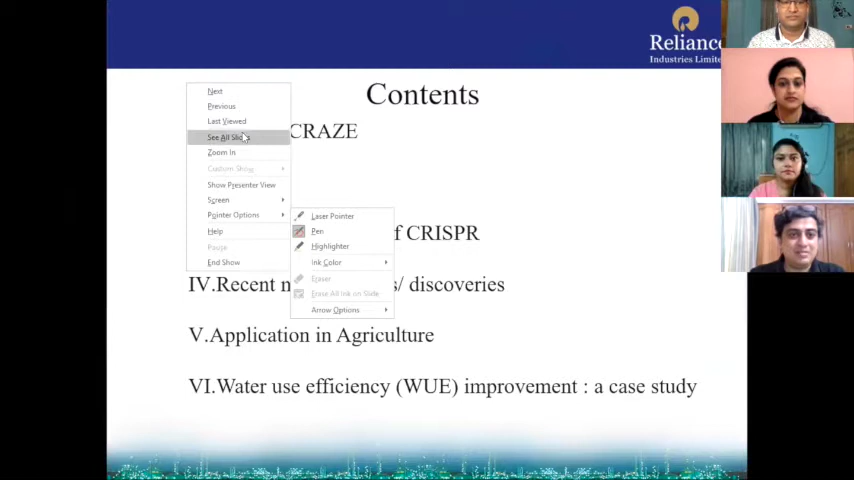 Reliance
Industries Limite
Contents
CRAZE
f CRISPR
IV.Recent n
s/ discoveries
V.Application in Agriculture
VI.Water use efficiency (WUE) improvement : a case study
Next
Previous
Last Viewed
See All Slides
Zoom In
Custom Show
Show Presenter View
Screen
Pointer Options
Help
Pause
End Show
Laser Pointer
Pen
Highlighter
Ink Color
Eraser
Erase All Ink on Slide
Arrow Options